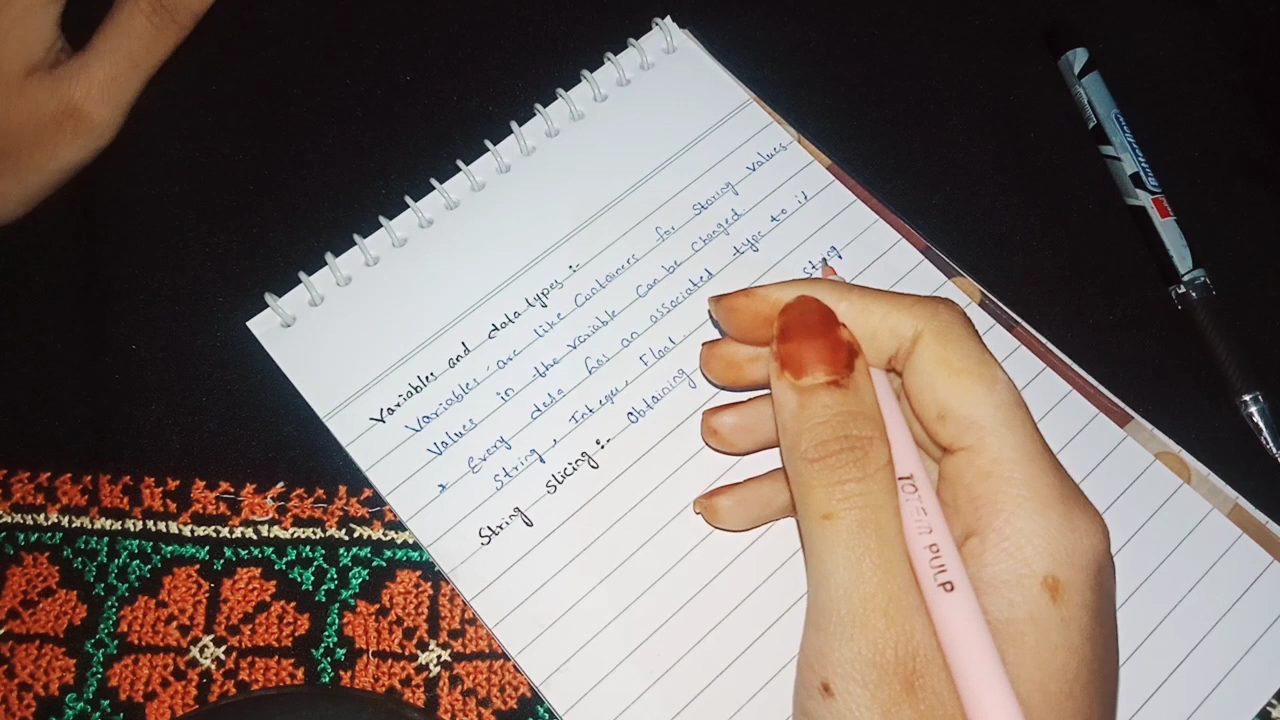 Variables and data types :-
Variables are like Containers for Storing values
Values in the variable Can be Changed.
* Every data has an associated type to it
String, Integer, Float.
String Slicing :- Obtaining string
TOTEM PULP